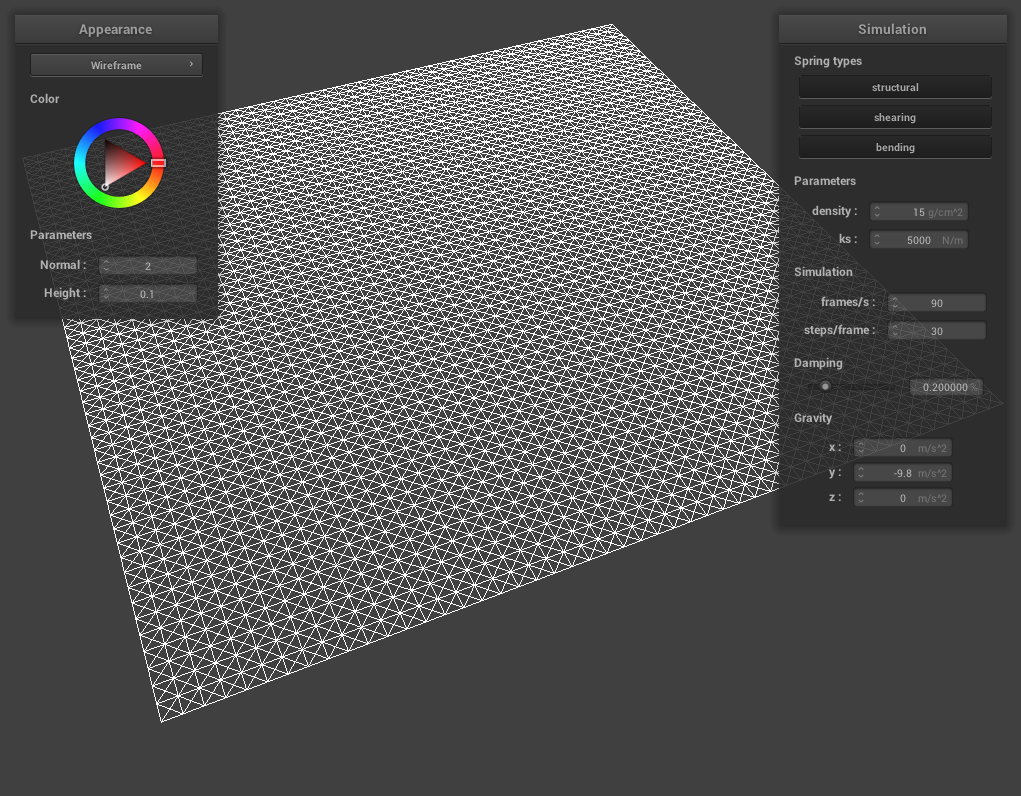 Appearance
Wireframe ›
Color
Parameters
Normal : 2
Height : 0.1
Simulation
Spring types
structural
shearing
bending
Parameters
density : 15 g/cm^2
ks : 5000 N/m
Simulation
frames/s : 90
steps/frame : 30
Damping
0.200000 %
Gravity
x : 0 m/s^2
y : -9.8 m/s^2
z : 0 m/s^2